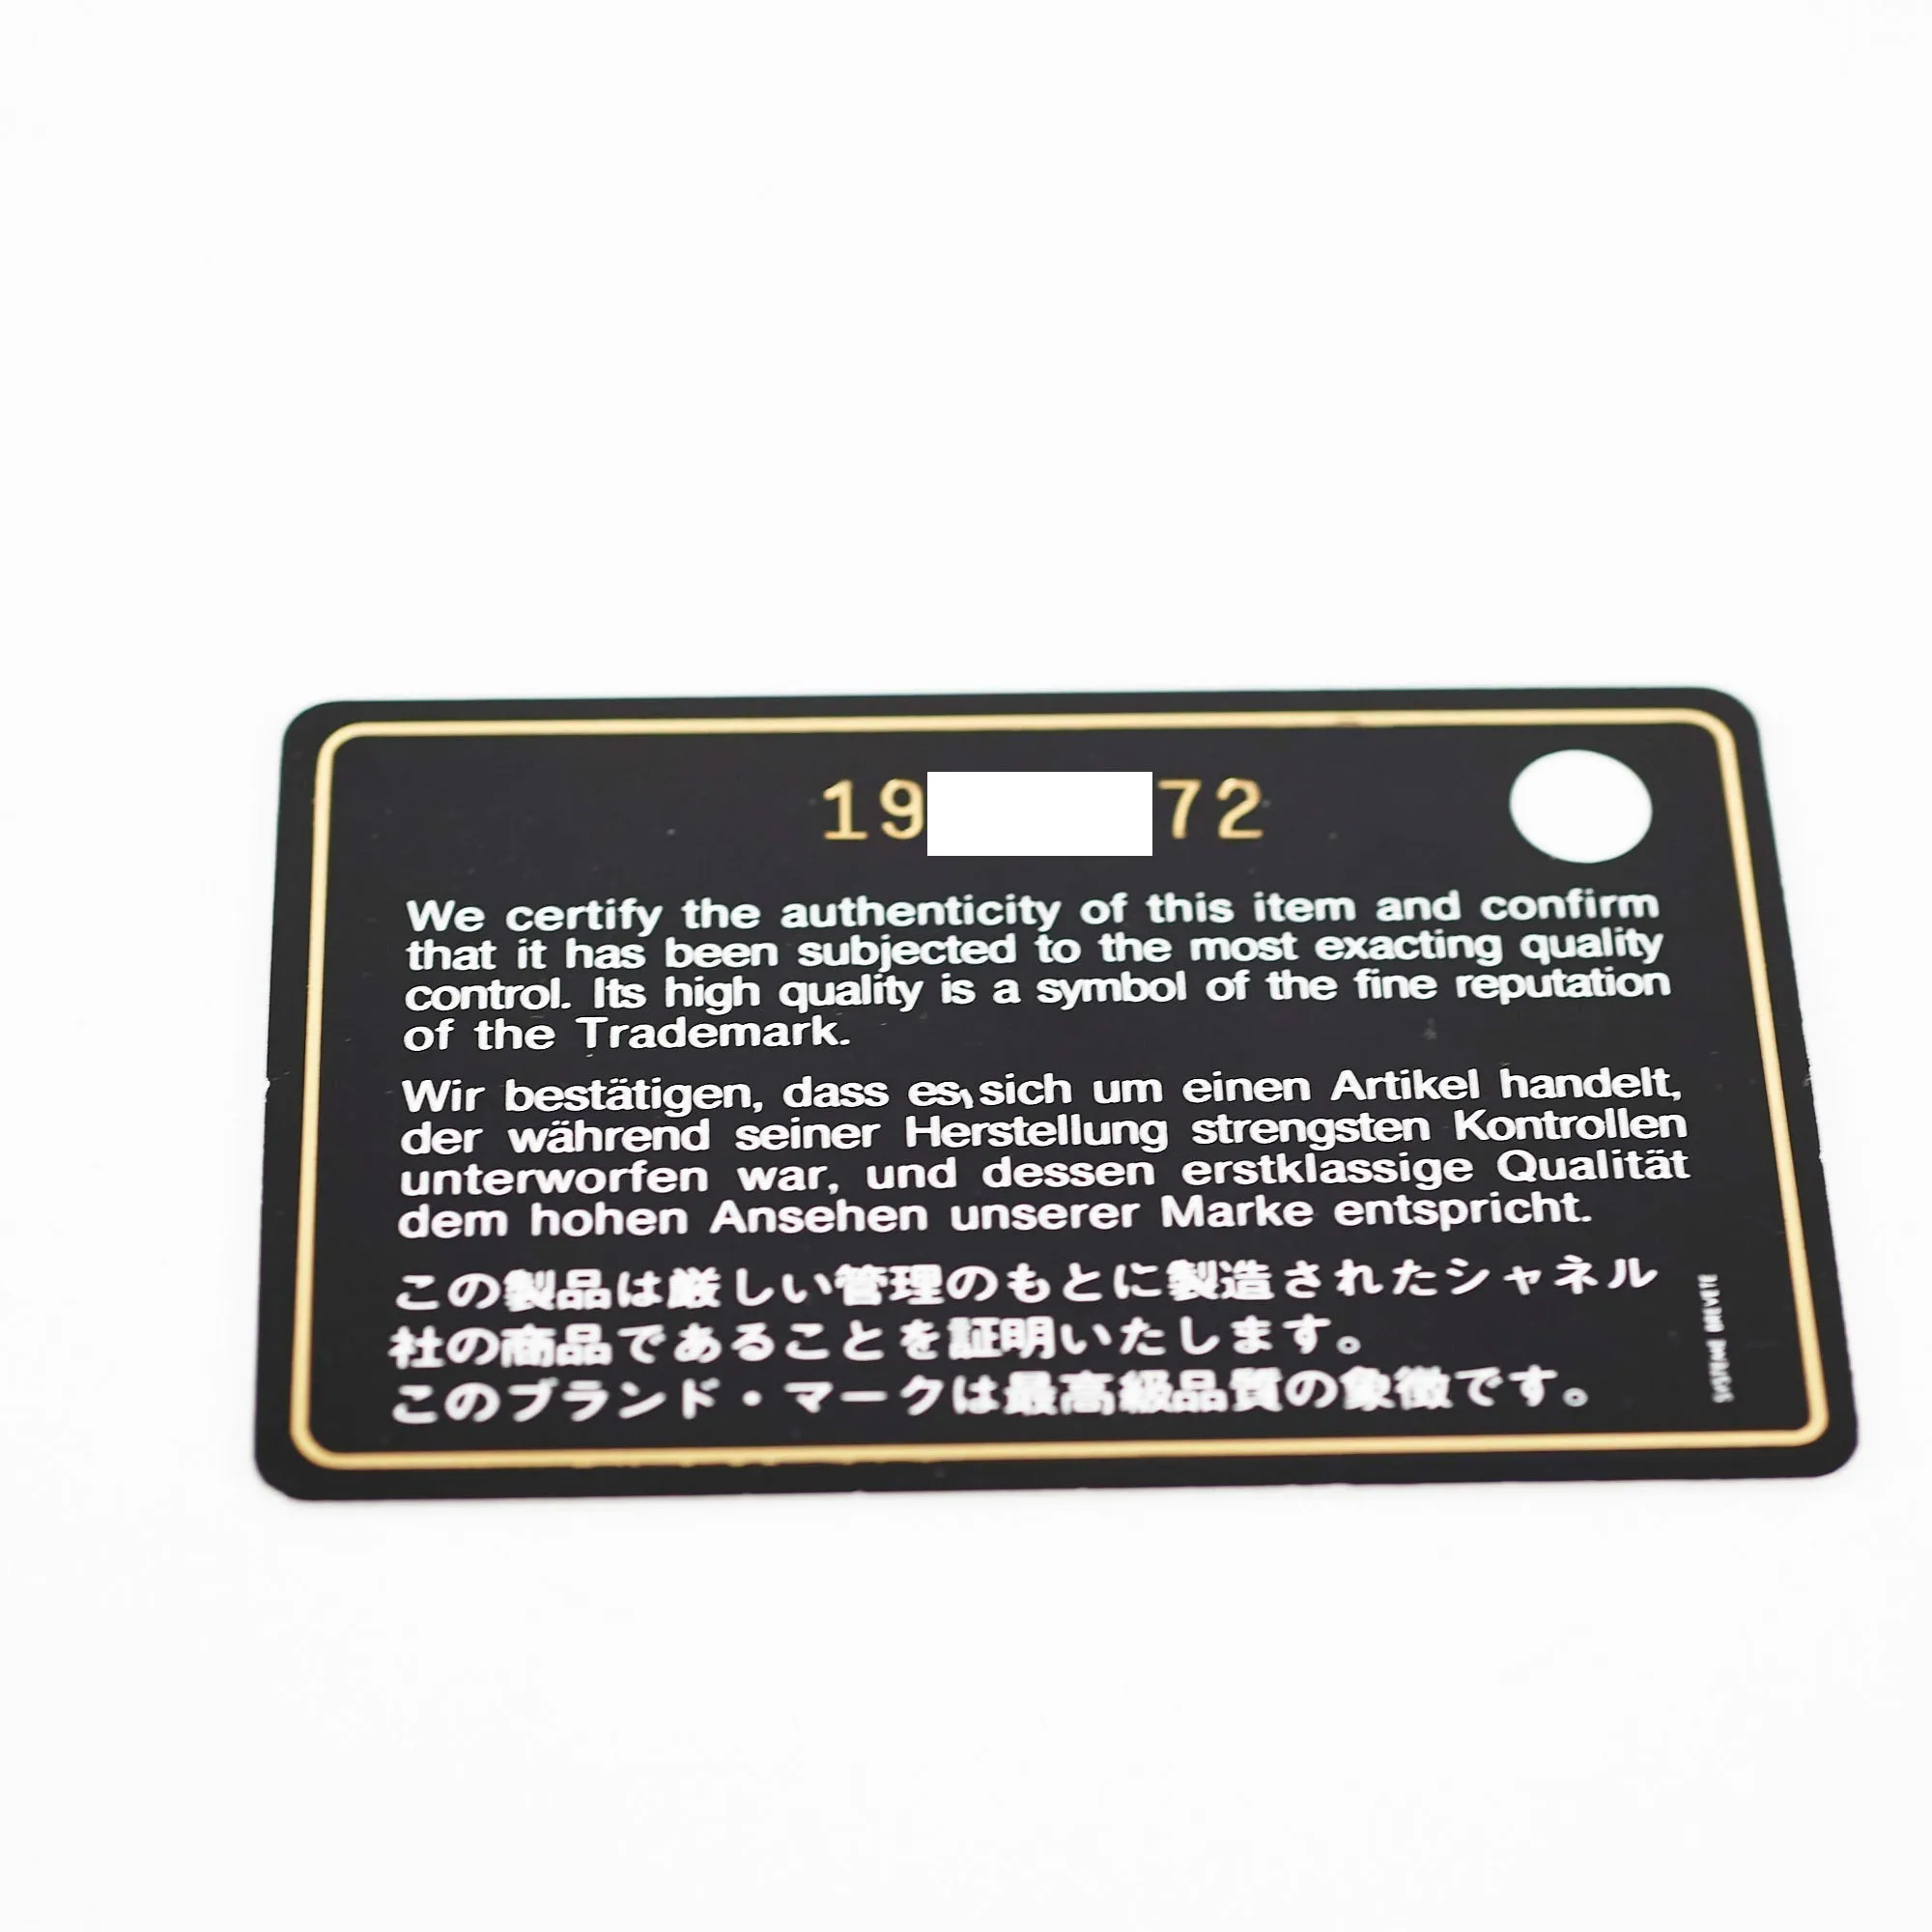 19 72
We certify the authenticity of this item and confirm
that it has been subjected to the most exacting quality
control. Its high quality is a symbol of the fine reputation
of the Trademark.
Wir bestätigen, dass es sich um einen Artikel handelt,
der während seiner Herstellung strengsten Kontrollen
unterworfen war, und dessen erstklassige Qualität
dem hohen Ansehen unserer Marke entspricht.
この製品は厳しい管理のもとに製造されたシャネル
社の商品であることを証明いたします。
このブランド・マークは最高級品質の象徴です。
SYSTEME BREVETE